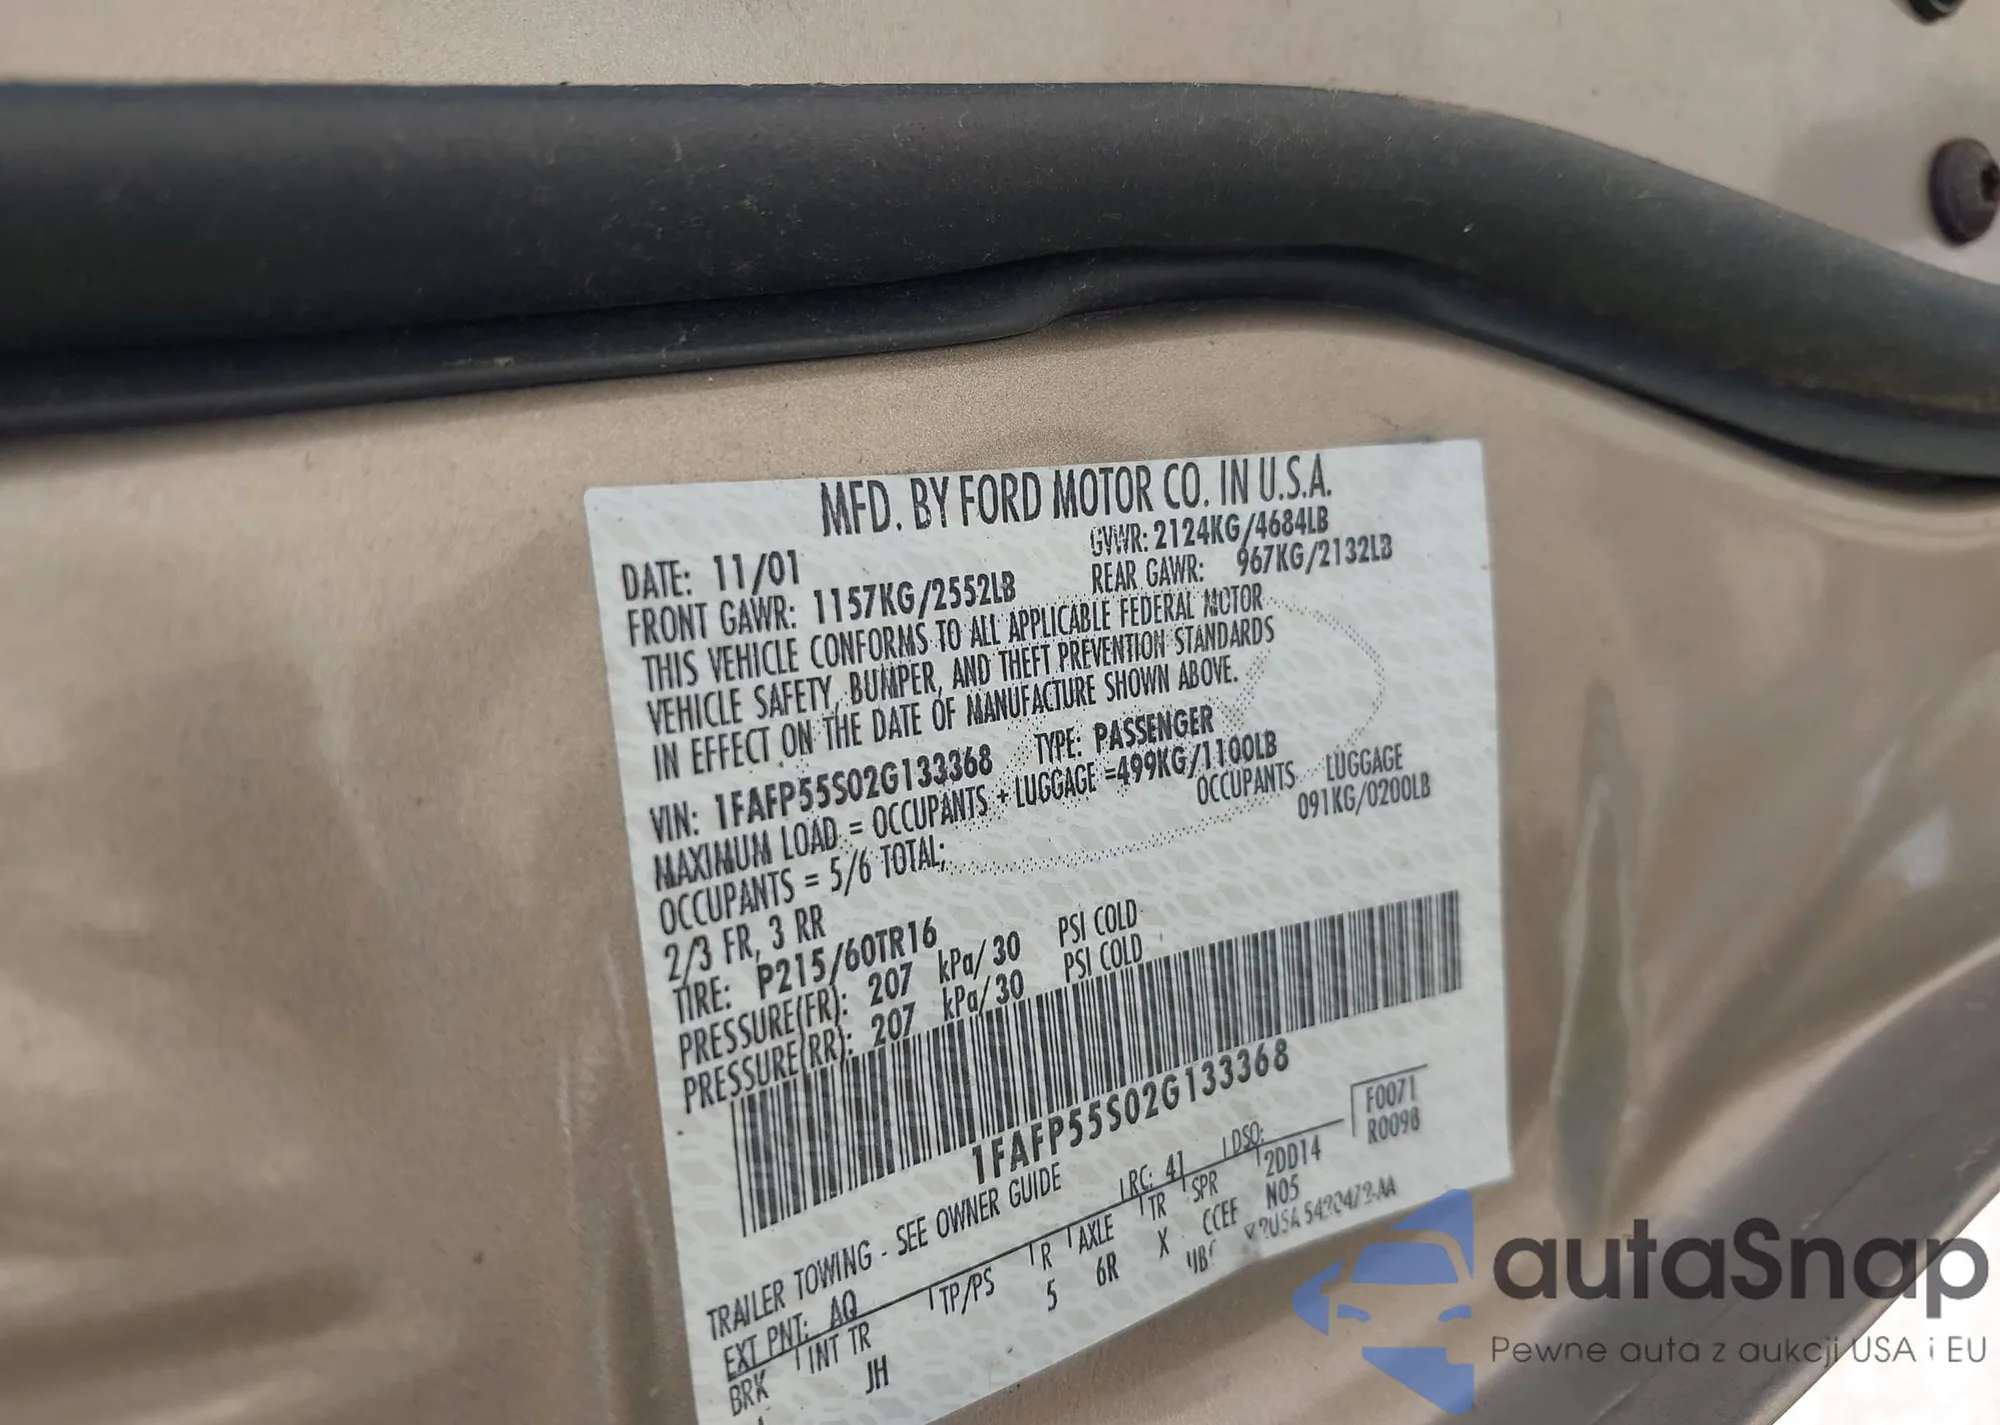 MFD. BY FORD MOTOR CO. IN U.S.A.
DATE: 11/01 GVWR: 2124KG/4684LB
FRONT GAWR: 1157KG/2552LB REAR GAWR: 967KG/2132LB
THIS VEHICLE CONFORMS TO ALL APPLICABLE FEDERAL MOTOR
VEHICLE SAFETY, BUMPER, AND THEFT PREVENTION STANDARDS
IN EFFECT ON THE DATE OF MANUFACTURE SHOWN ABOVE.
VIN: 1FAFP55S02G133368 TYPE: PASSENGER
MAXIMUM LOAD = OCCUPANTS + LUGGAGE =499KG/1100LB
OCCUPANTS = 5/6 TOTAL; OCCUPANTS LUGGAGE
2/3 FR, 3 RR 091KG/0200LB
TIRE: P215/60TR16
PRESSURE(FR): 207 kPa/30 PSI COLD
PRESSURE(RR): 207 kPa/30 PSI COLD
1FAFP55S02G133368
F0071
R0098
TRAILER TOWING - SEE OWNER GUIDE
EXT PNT: AQ RC: 41 DSO:
BRK INT TR TP/PS R AXLE TR SPR 2DD14
JH 5 6R X CCEF N05
autaSnap
Pewne auta z aukcji USA i EU